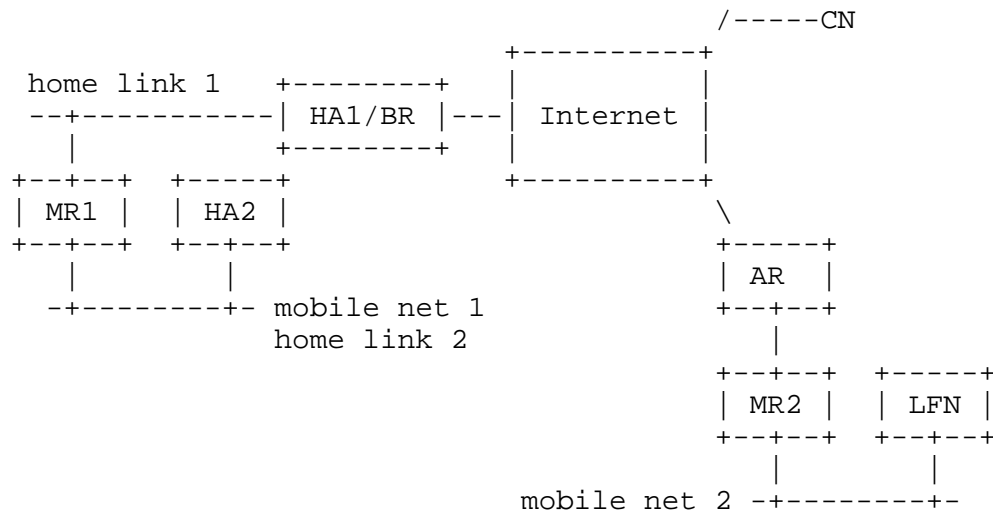 CN
home link 1
HA1/BR
Internet
MR1
HA2
AR
mobile net 1
home link 2
MR2
LFN
mobile net 2